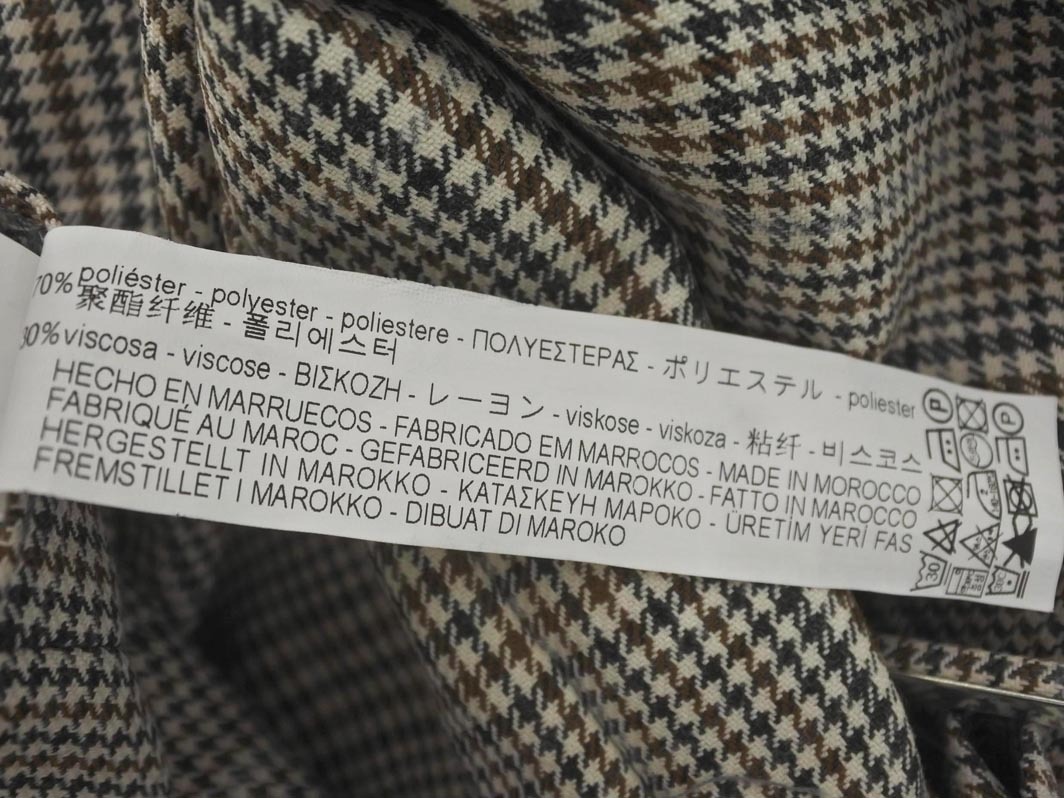 70% poliéster - polyester - poliestere - ΠΟΛΥΕΣΤΕΡΑΣ - ポリエステル - poliester
聚酯纤维 - 폴리에스터
30% viscosa - viscose - ΒΙΣΚΟΖΗ - レーヨン - viskose - viskoza - 粘纤 - 비스코스
HECHO EN MARRUECOS - FABRICADO EM MARROCOS - MADE IN MOROCCO
FABRIQUÉ AU MAROC - GEFABRICEERD IN MAROKKO - FATTO IN MAROCCO
HERGESTELLT IN MAROKKO - ΚΑΤΑΣΚΕΥΗ ΜΑΡΟΚΟ - ÜRETİM YERİ FAS
FREMSTILLET I MAROKKO - DIBUAT DI MAROKO
P P
30